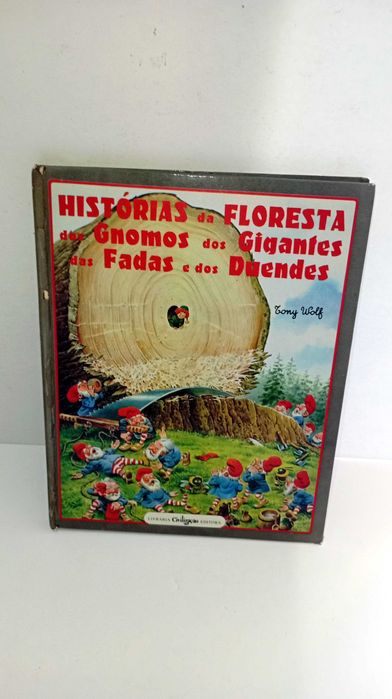 HISTÓRIAS da FLORESTA
dos Gnomos dos Gigantes
das Fadas e dos Duendes
Tony Wolf
LIVRARIA Civilização EDITORA